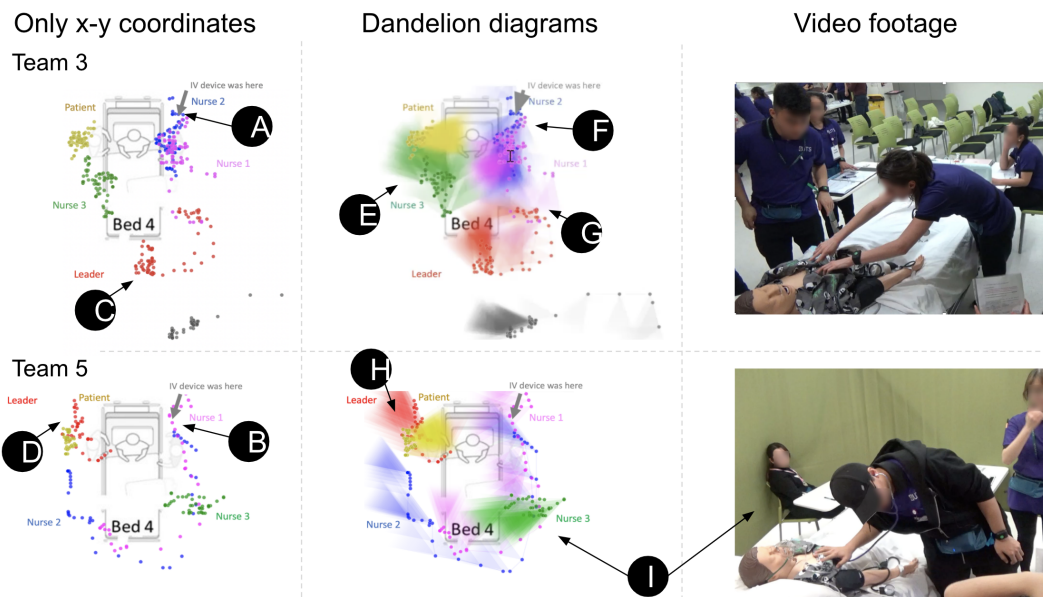 Only x-y coordinates
Dandelion diagrams
Video footage
Team 3
IV device was here
Nurse 2
Patient
A
Nurse 1
Nurse 3
Bed 4
Leader
C
IV device was here
Nurse 2
F
Nurse 1
E
Nurse 3
Bed 4
G
Leader
Team 5
Leader
Patient
IV device was here
Nurse 1
D
B
Nurse 2
Bed 4
Nurse 3
H
Leader
Patient
IV device was here
Nurse 1
Nurse 2
Bed 4
Nurse 3
I